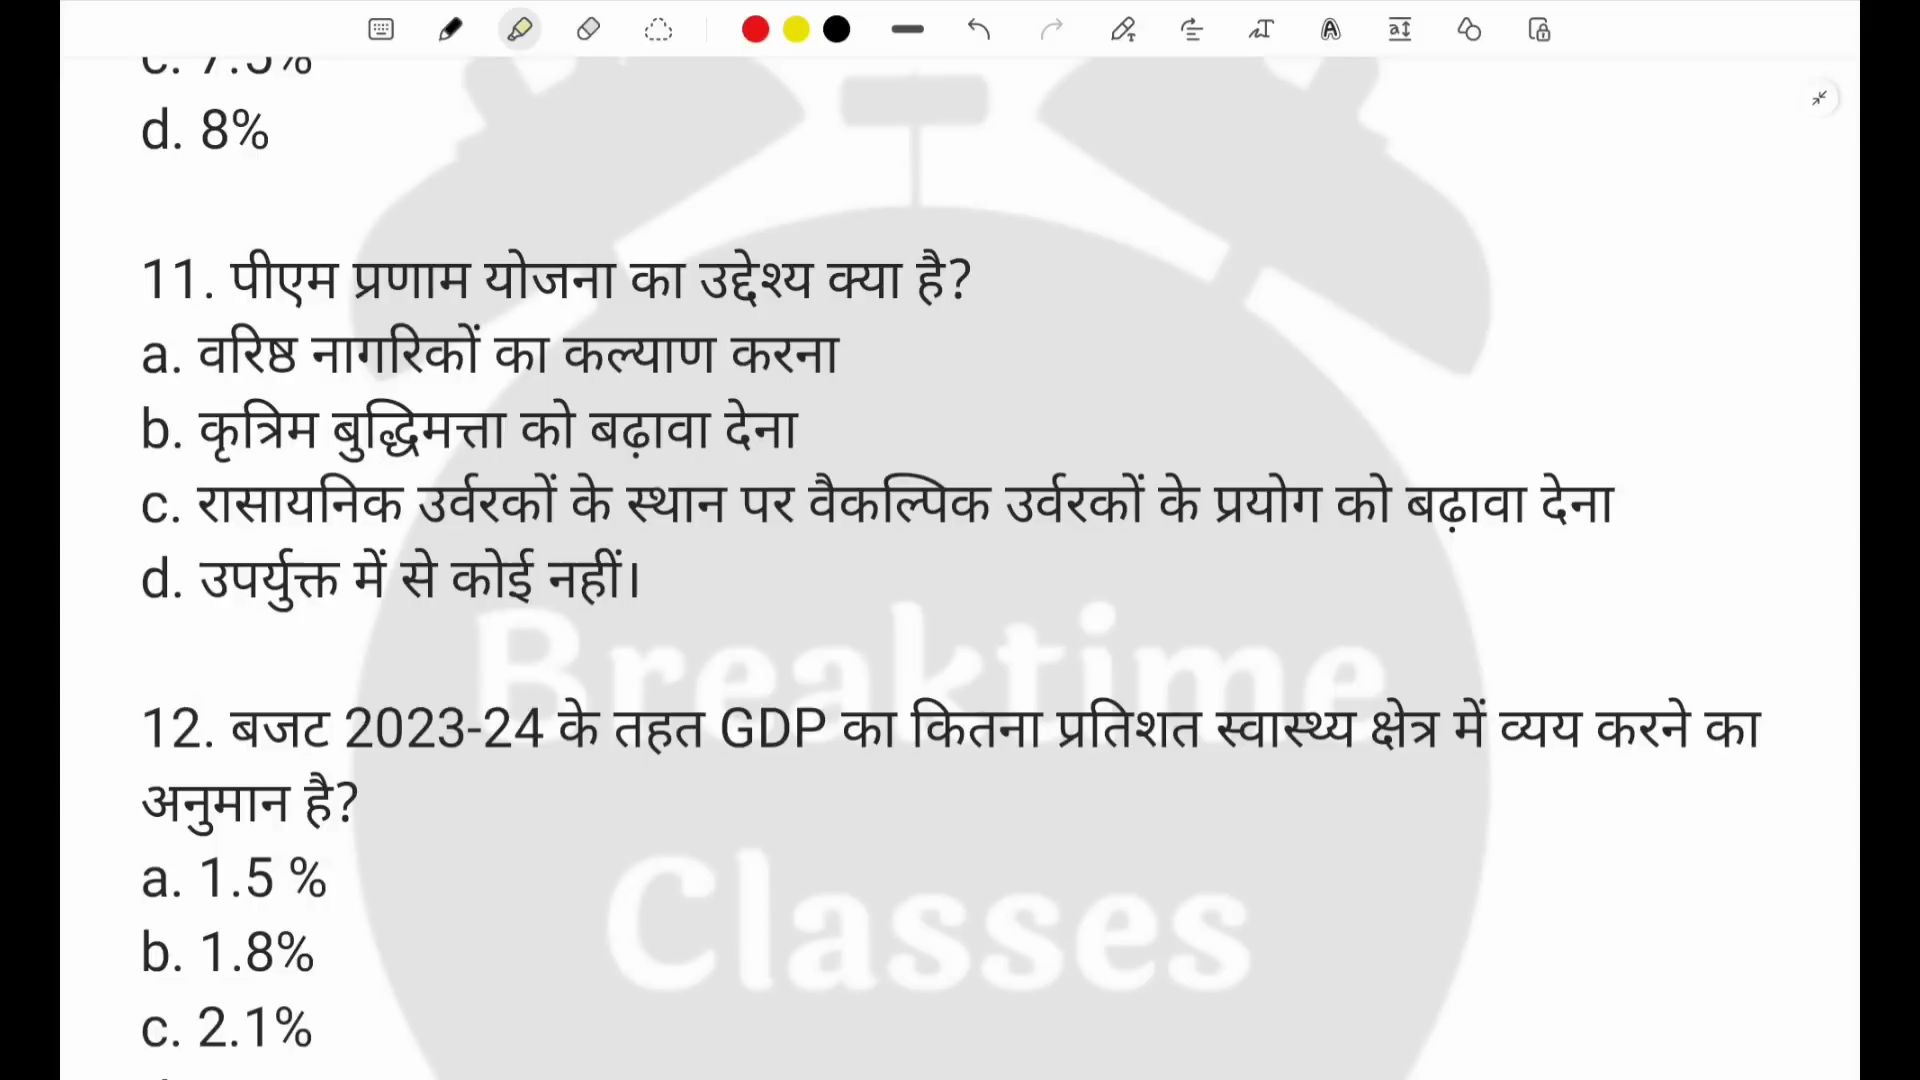 c. 7.5%
d. 8%
11. पीएम प्रणाम योजना का उद्देश्य क्या है?
a. वरिष्ठ नागरिकों का कल्याण करना
b. कृत्रिम बुद्धिमत्ता को बढ़ावा देना
c. रासायनिक उर्वरकों के स्थान पर वैकल्पिक उर्वरकों के प्रयोग को बढ़ावा देना
d. उपर्युक्त में से कोई नहीं।
Breaktime
12. बजट 2023-24 के तहत GDP का कितना प्रतिशत स्वास्थ्य क्षेत्र में व्यय करने का
अनुमान है?
a. 1.5 %
Classes
b. 1.8%
c. 2.1%